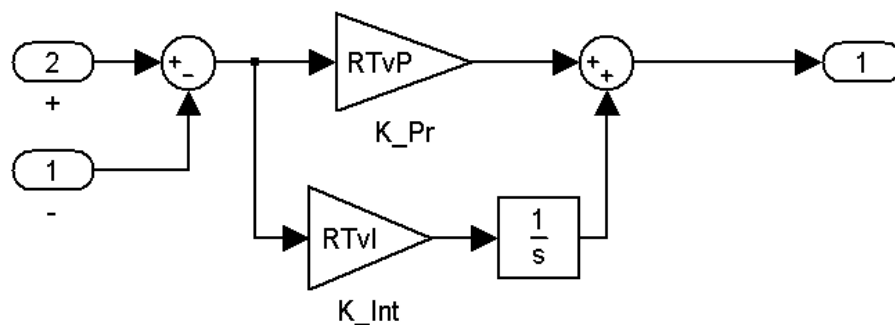 2
+
-
RTvP
+
+
1
+
K_Pr
1
-
RTvI
1
s
K_Int